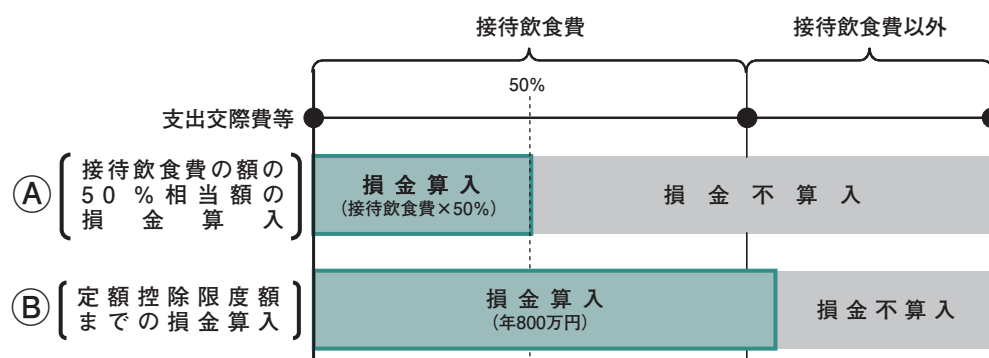 接待飲食費
接待飲食費以外
50%
支出交際費等
Ⓐ
接待飲食費の額の
50%相当額の
損金算入
損金算入
(接待飲食費×50%)
損金不算入
Ⓑ
定額控除限度額
までの損金算入
損金算入
(年800万円)
損金不算入